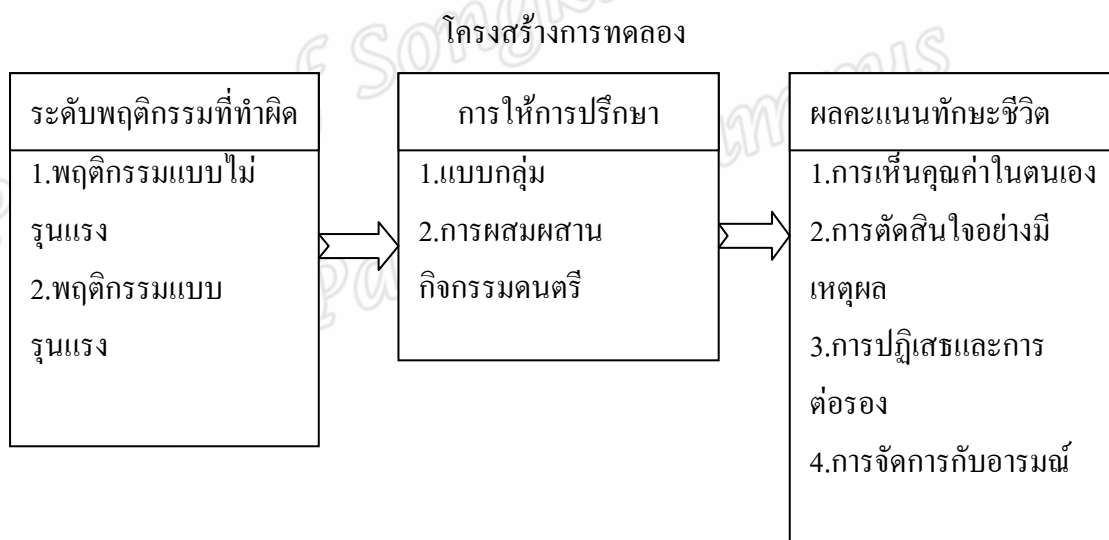 โครงสร้างการทดลอง
ระดับพฤติกรรมที่ทำผิด
1.พฤติกรรมแบบไม่
รุนแรง
2.พฤติกรรมแบบ
รุนแรง
การให้การปรึกษา
1.แบบกลุ่ม
2.การผสมผสาน
กิจกรรมดนตรี
ผลคะแนนทักษะชีวิต
1.การเห็นคุณค่าในตนเอง
2.การตัดสินใจอย่างมี
เหตุผล
3.การปฏิเสธและการ
ต่อรอง
4.การจัดการกับอารมณ์